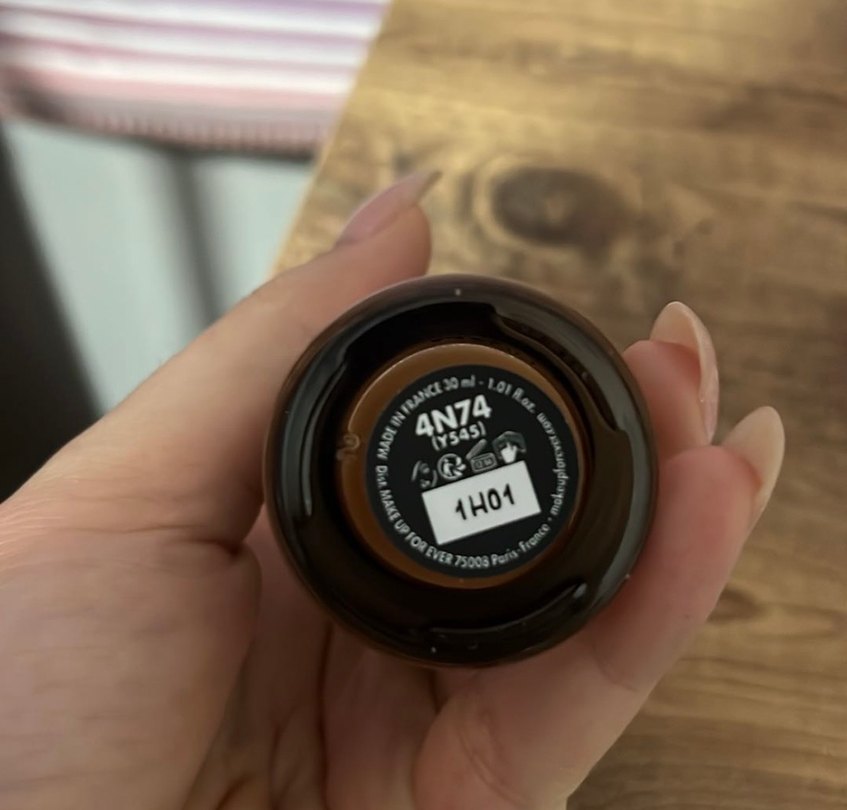 MADE IN FRANCE 30 ml - 1.01 fl.oz.
4N74
(Y545)
1H01
Dist. MAKE UP FOR EVER 75008 Paris-France - makeupforever.com